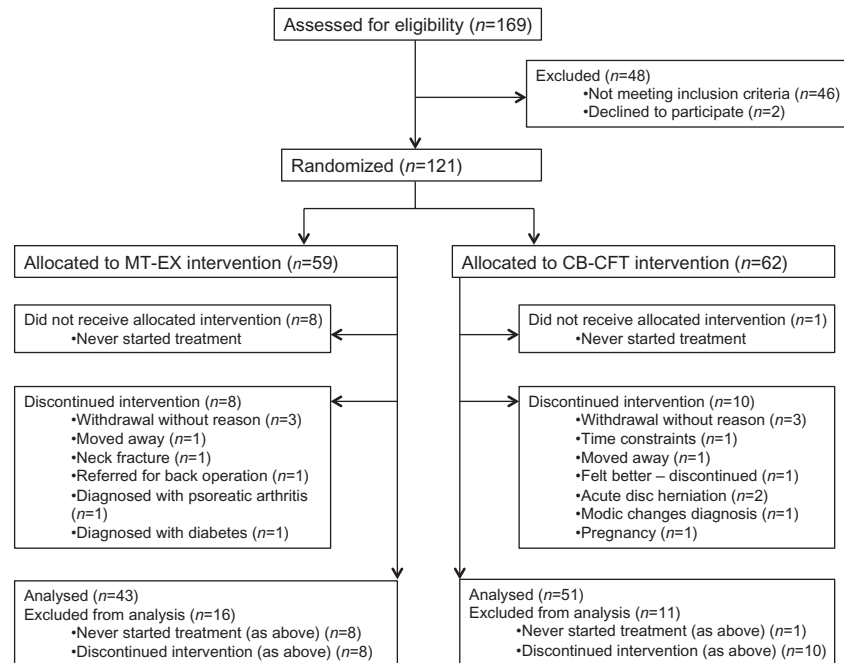 Assessed for eligibility (n=169)
Excluded (n=48)
•Not meeting inclusion criteria (n=46)
•Declined to participate (n=2)
Randomized (n=121)
Allocated to MT-EX intervention (n=59)
Did not receive allocated intervention (n=8)
•Never started treatment
Discontinued intervention (n=8)
•Withdrawal without reason (n=3)
•Moved away (n=1)
•Neck fracture (n=1)
•Referred for back operation (n=1)
•Diagnosed with psoreatic arthritis
(n=1)
•Diagnosed with diabetes (n=1)
Analysed (n=43)
Excluded from analysis (n=16)
•Never started treatment (as above) (n=8)
•Discontinued intervention (as above) (n=8)
Allocated to CB-CFT intervention (n=62)
Did not receive allocated intervention (n=1)
•Never started treatment
Discontinued intervention (n=10)
•Withdrawal without reason (n=3)
•Time constraints (n=1)
•Moved away (n=1)
•Felt better – discontinued (n=1)
•Acute disc herniation (n=2)
•Modic changes diagnosis (n=1)
•Pregnancy (n=1)
Analysed (n=51)
Excluded from analysis (n=11)
•Never started treatment (as above) (n=1)
•Discontinued intervention (as above) (n=10)